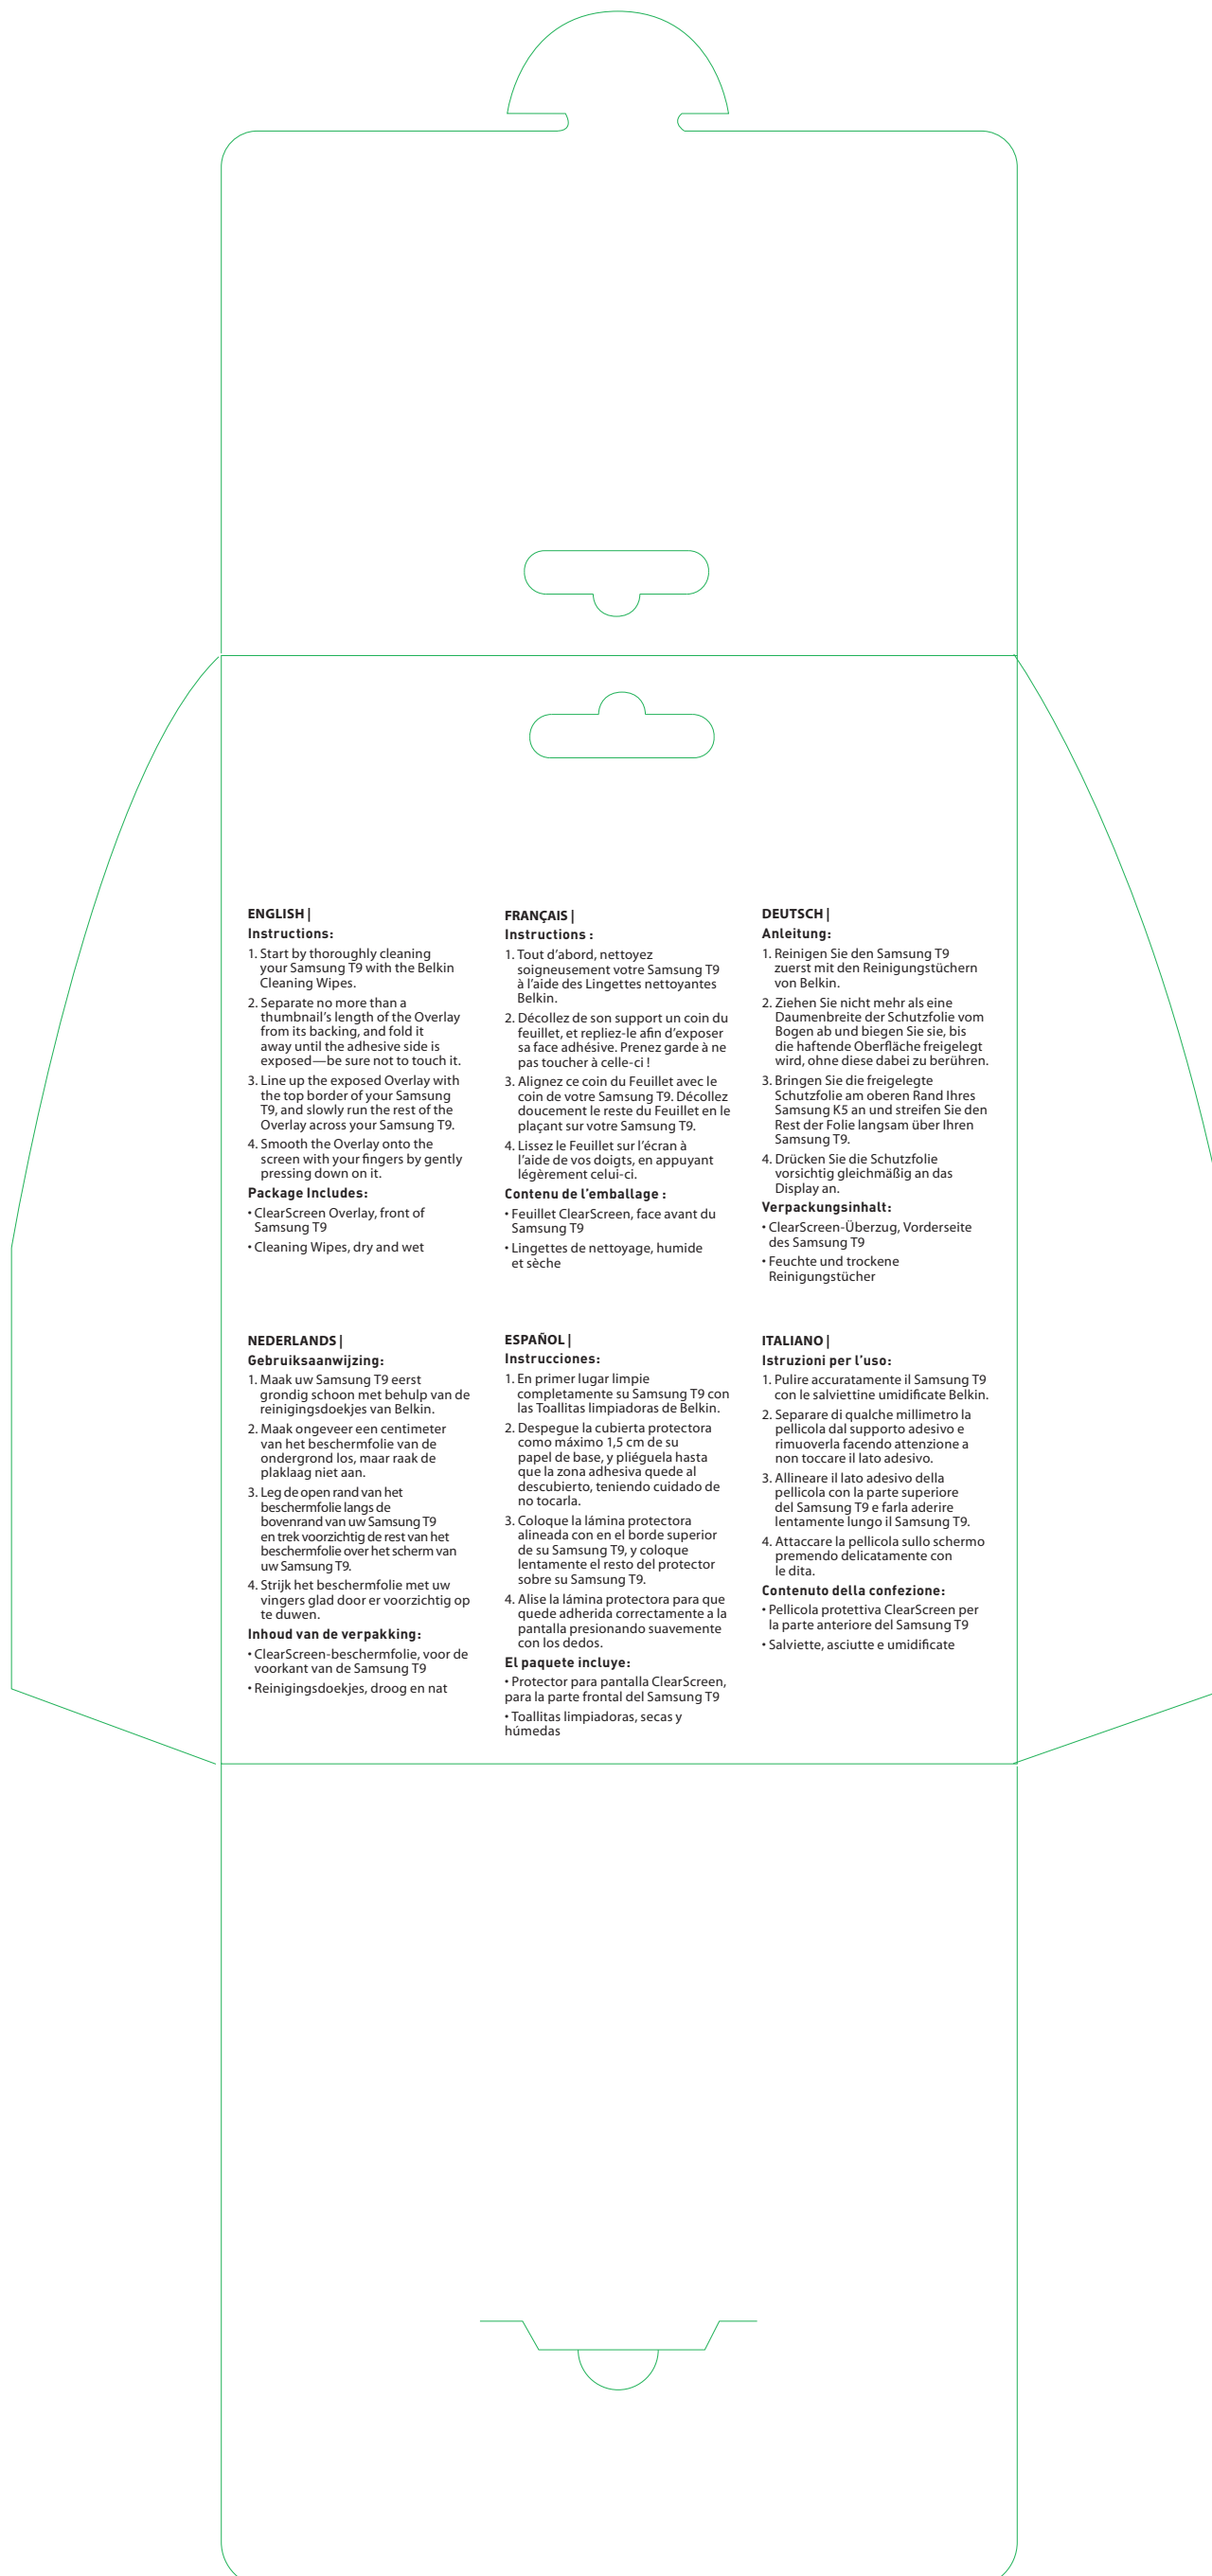 ENGLISH |
Instructions:
1. Start by thoroughly cleaning
your Samsung T9 with the Belkin
Cleaning Wipes.
2. Separate no more than a
thumbnail's length of the Overlay
from its backing, and fold it
away until the adhesive side is
exposed—be sure not to touch it.
3. Line up the exposed Overlay with
the top border of your Samsung
T9, and slowly run the rest of the
Overlay across your Samsung T9.
4. Smooth the Overlay onto the
screen with your fingers by gently
pressing down on it.
Package Includes:
• ClearScreen Overlay, front of
Samsung T9
• Cleaning Wipes, dry and wet
FRANÇAIS |
Instructions :
1. Tout d'abord, nettoyez
soigneusement votre Samsung T9
à l'aide des Lingettes nettoyantes
Belkin.
2. Décollez de son support un coin du
feuillet, et repliez-le afin d'exposer
sa face adhésive. Prenez garde à ne
pas toucher à celle-ci !
3. Alignez ce coin du Feuillet avec le
coin de votre Samsung T9. Décollez
doucement le reste du Feuillet en le
plaçant sur votre Samsung T9.
4. Lissez le Feuillet sur l'écran à
l'aide de vos doigts, en appuyant
légèrement celui-ci.
Contenu de l'emballage :
• Feuillet ClearScreen, face avant du
Samsung T9
• Lingettes de nettoyage, humide
et sèche
DEUTSCH |
Anleitung:
1. Reinigen Sie den Samsung T9
zuerst mit den Reinigungstüchern
von Belkin.
2. Ziehen Sie nicht mehr als eine
Daumenbreite der Schutzfolie vom
Bogen ab und biegen Sie sie, bis
die haftende Oberfläche freigelegt
wird, ohne diese dabei zu berühren.
3. Bringen Sie die freigelegte
Schutzfolie am oberen Rand Ihres
Samsung K5 an und streifen Sie den
Rest der Folie langsam über Ihren
Samsung T9.
4. Drücken Sie die Schutzfolie
vorsichtig gleichmäßig an das
Display an.
Verpackungsinhalt:
• ClearScreen-Überzug, Vorderseite
des Samsung T9
• Feuchte und trockene
Reinigungstücher
NEDERLANDS |
Gebruiksaanwijzing:
1. Maak uw Samsung T9 eerst
grondig schoon met behulp van de
reinigingsdoekjes van Belkin.
2. Maak ongeveer een centimeter
van het beschermfolie van de
ondergrond los, maar raak de
plaklaag niet aan.
3. Leg de open rand van het
beschermfolie langs de
bovenrand van uw Samsung T9
en trek voorzichtig de rest van het
beschermfolie over het scherm van
uw Samsung T9.
4. Strijk het beschermfolie met uw
vingers glad door er voorzichtig op
te duwen.
Inhoud van de verpakking:
• ClearScreen-beschermfolie, voor de
voorkant van de Samsung T9
• Reinigingsdoekjes, droog en nat
ESPAÑOL |
Instrucciones:
1. En primer lugar limpie
completamente su Samsung T9 con
las Toallitas limpiadoras de Belkin.
2. Despegue la cubierta protectora
como máximo 1,5 cm de su
papel de base, y pliéguela hasta
que la zona adhesiva quede al
descubierto, teniendo cuidado de
no tocarla.
3. Coloque la lámina protectora
alineada con en el borde superior
de su Samsung T9, y coloque
lentamente el resto del protector
sobre su Samsung T9.
4. Alise la lámina protectora para que
quede adherida correctamente a la
pantalla presionando suavemente
con los dedos.
El paquete incluye:
• Protector para pantalla ClearScreen,
para la parte frontal del Samsung T9
• Toallitas limpiadoras, secas y
húmedas
ITALIANO |
Istruzioni per l'uso:
1. Pulire accuratamente il Samsung T9
con le salviettine umidificate Belkin.
2. Separare di qualche millimetro la
pellicola dal supporto adesivo e
rimuoverla facendo attenzione a
non toccare il lato adesivo.
3. Allineare il lato adesivo della
pellicola con la parte superiore
del Samsung T9 e farla aderire
lentamente lungo il Samsung T9.
4. Attaccare la pellicola sullo schermo
premendo delicatamente con
le dita.
Contenuto della confezione:
• Pellicola protettiva ClearScreen per
la parte anteriore del Samsung T9
• Salviette, asciutte e umidificate